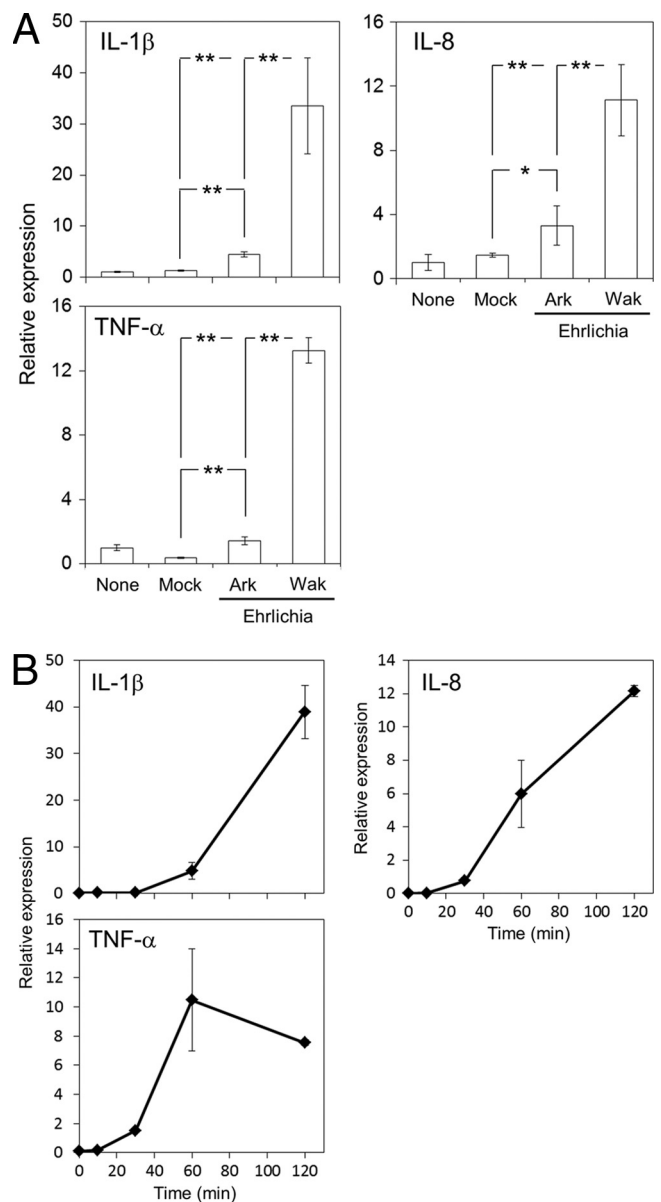 A
IL-1β
50
40
30
20
10
0
** **
**
IL-8
16
12
8
4
0
** **
*
None Mock Ark Wak
Ehrlichia
Relative expression
TNF-α
16
12
8
4
0
** **
**
None Mock Ark Wak
Ehrlichia
B
IL-1β
50
40
30
20
10
0
IL-8
14
12
10
8
6
4
2
0
0 20 40 60 80 100 120
Time (min)
Relative expression
Relative expression
TNF-α
16
14
12
10
8
6
4
2
0
0 20 40 60 80 100 120
Time (min)